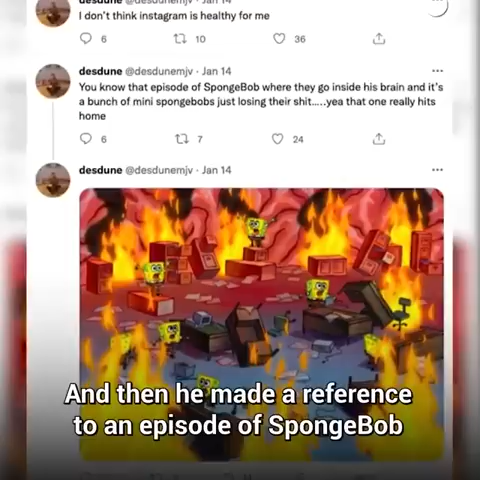 desdune @desdunemjv · Jan 14
I don't think instagram is healthy for me
6 10 36
desdune @desdunemjv · Jan 14
You know that episode of SpongeBob where they go inside his brain and it's
a bunch of mini spongebobs just losing their shit.....yea that one really hits
home
6 7 24
desdune @desdunemjv · Jan 14
And then he made a reference
to an episode of SpongeBob